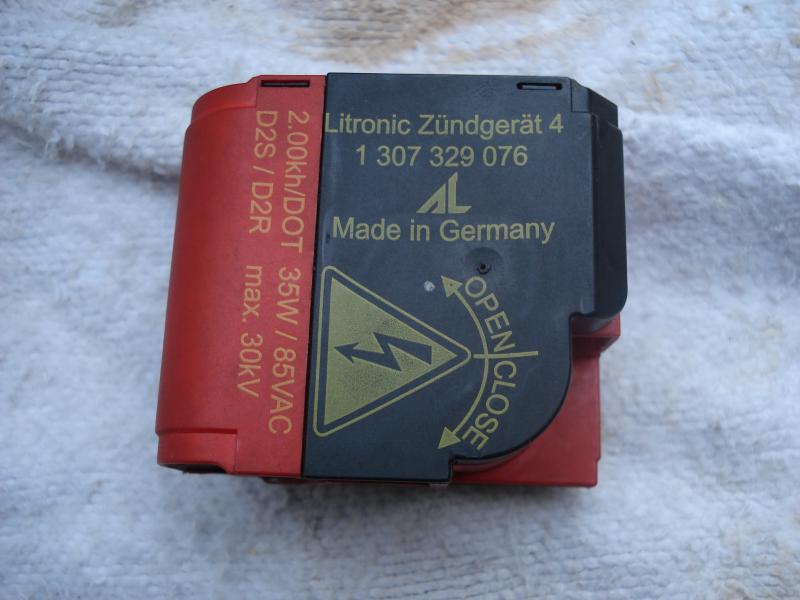 Litronic Zündgerät 4
1 307 329 076
AL
Made in Germany
OPEN/CLOSE
2.00kh/DOT 35W / 85VAC
D2S / D2R max. 30kV